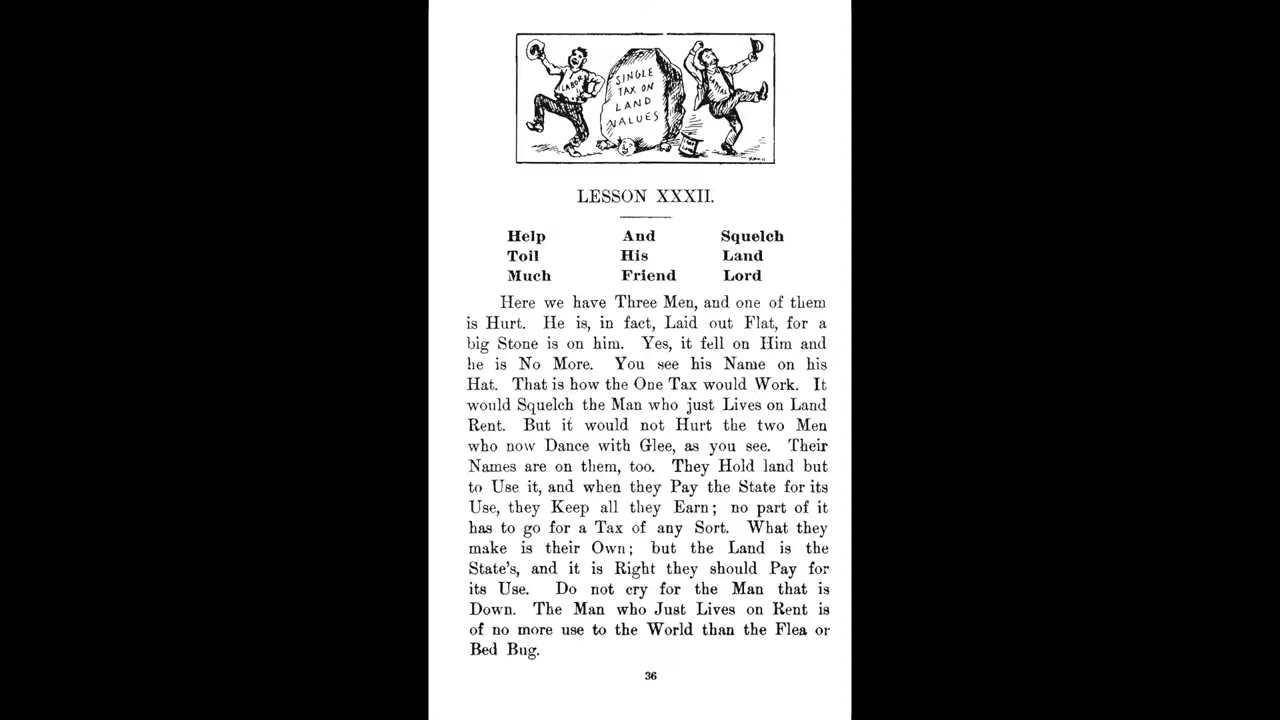 LABOR
SINGLE
TAX ON
LAND
VALUES
CAPITAL
LESSON XXXII.
Help And Squelch
Toil His Land
Much Friend Lord
Here we have Three Men, and one of them
is Hurt. He is, in fact, Laid out Flat, for a
big Stone is on him. Yes, it fell on Him and
he is No More. You see his Name on his
Hat. That is how the One Tax would Work. It
would Squelch the Man who just Lives on Land
Rent. But it would not Hurt the two Men
who now Dance with Glee, as you see. Their
Names are on them, too. They Hold land but
to Use it, and when they Pay the State for its
Use, they Keep all they Earn; no part of it
has to go for a Tax of any Sort. What they
make is their Own; but the Land is the
State's, and it is Right they should Pay for
its Use. Do not cry for the Man that is
Down. The Man who Just Lives on Rent is
of no more use to the World than the Flea or
Bed Bug.
36